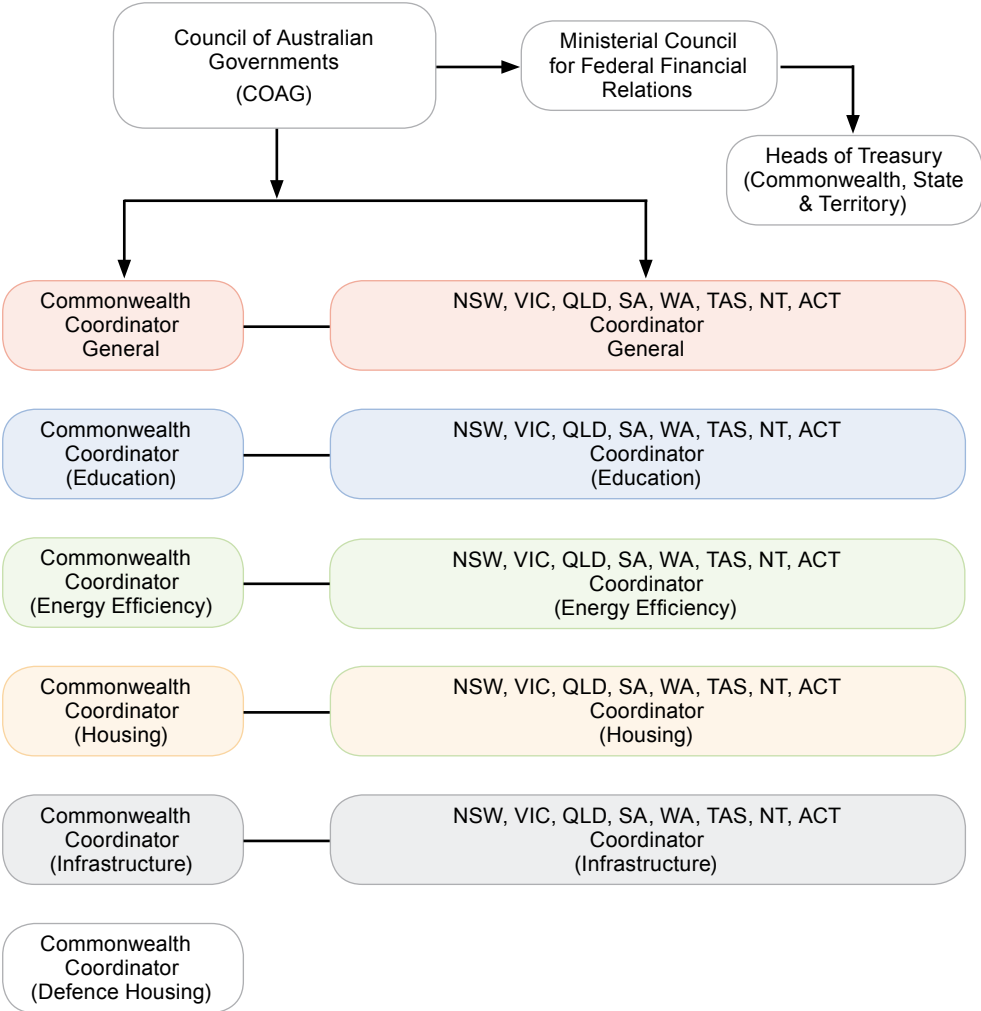 Council of Australian
Governments
(COAG)
Ministerial Council
for Federal Financial
Relations
Heads of Treasury
(Commonwealth, State
& Territory)
Commonwealth
Coordinator
General
NSW, VIC, QLD, SA, WA, TAS, NT, ACT
Coordinator
General
Commonwealth
Coordinator
(Education)
NSW, VIC, QLD, SA, WA, TAS, NT, ACT
Coordinator
(Education)
Commonwealth
Coordinator
(Energy Efficiency)
NSW, VIC, QLD, SA, WA, TAS, NT, ACT
Coordinator
(Energy Efficiency)
Commonwealth
Coordinator
(Housing)
NSW, VIC, QLD, SA, WA, TAS, NT, ACT
Coordinator
(Housing)
Commonwealth
Coordinator
(Infrastructure)
NSW, VIC, QLD, SA, WA, TAS, NT, ACT
Coordinator
(Infrastructure)
Commonwealth
Coordinator
(Defence Housing)